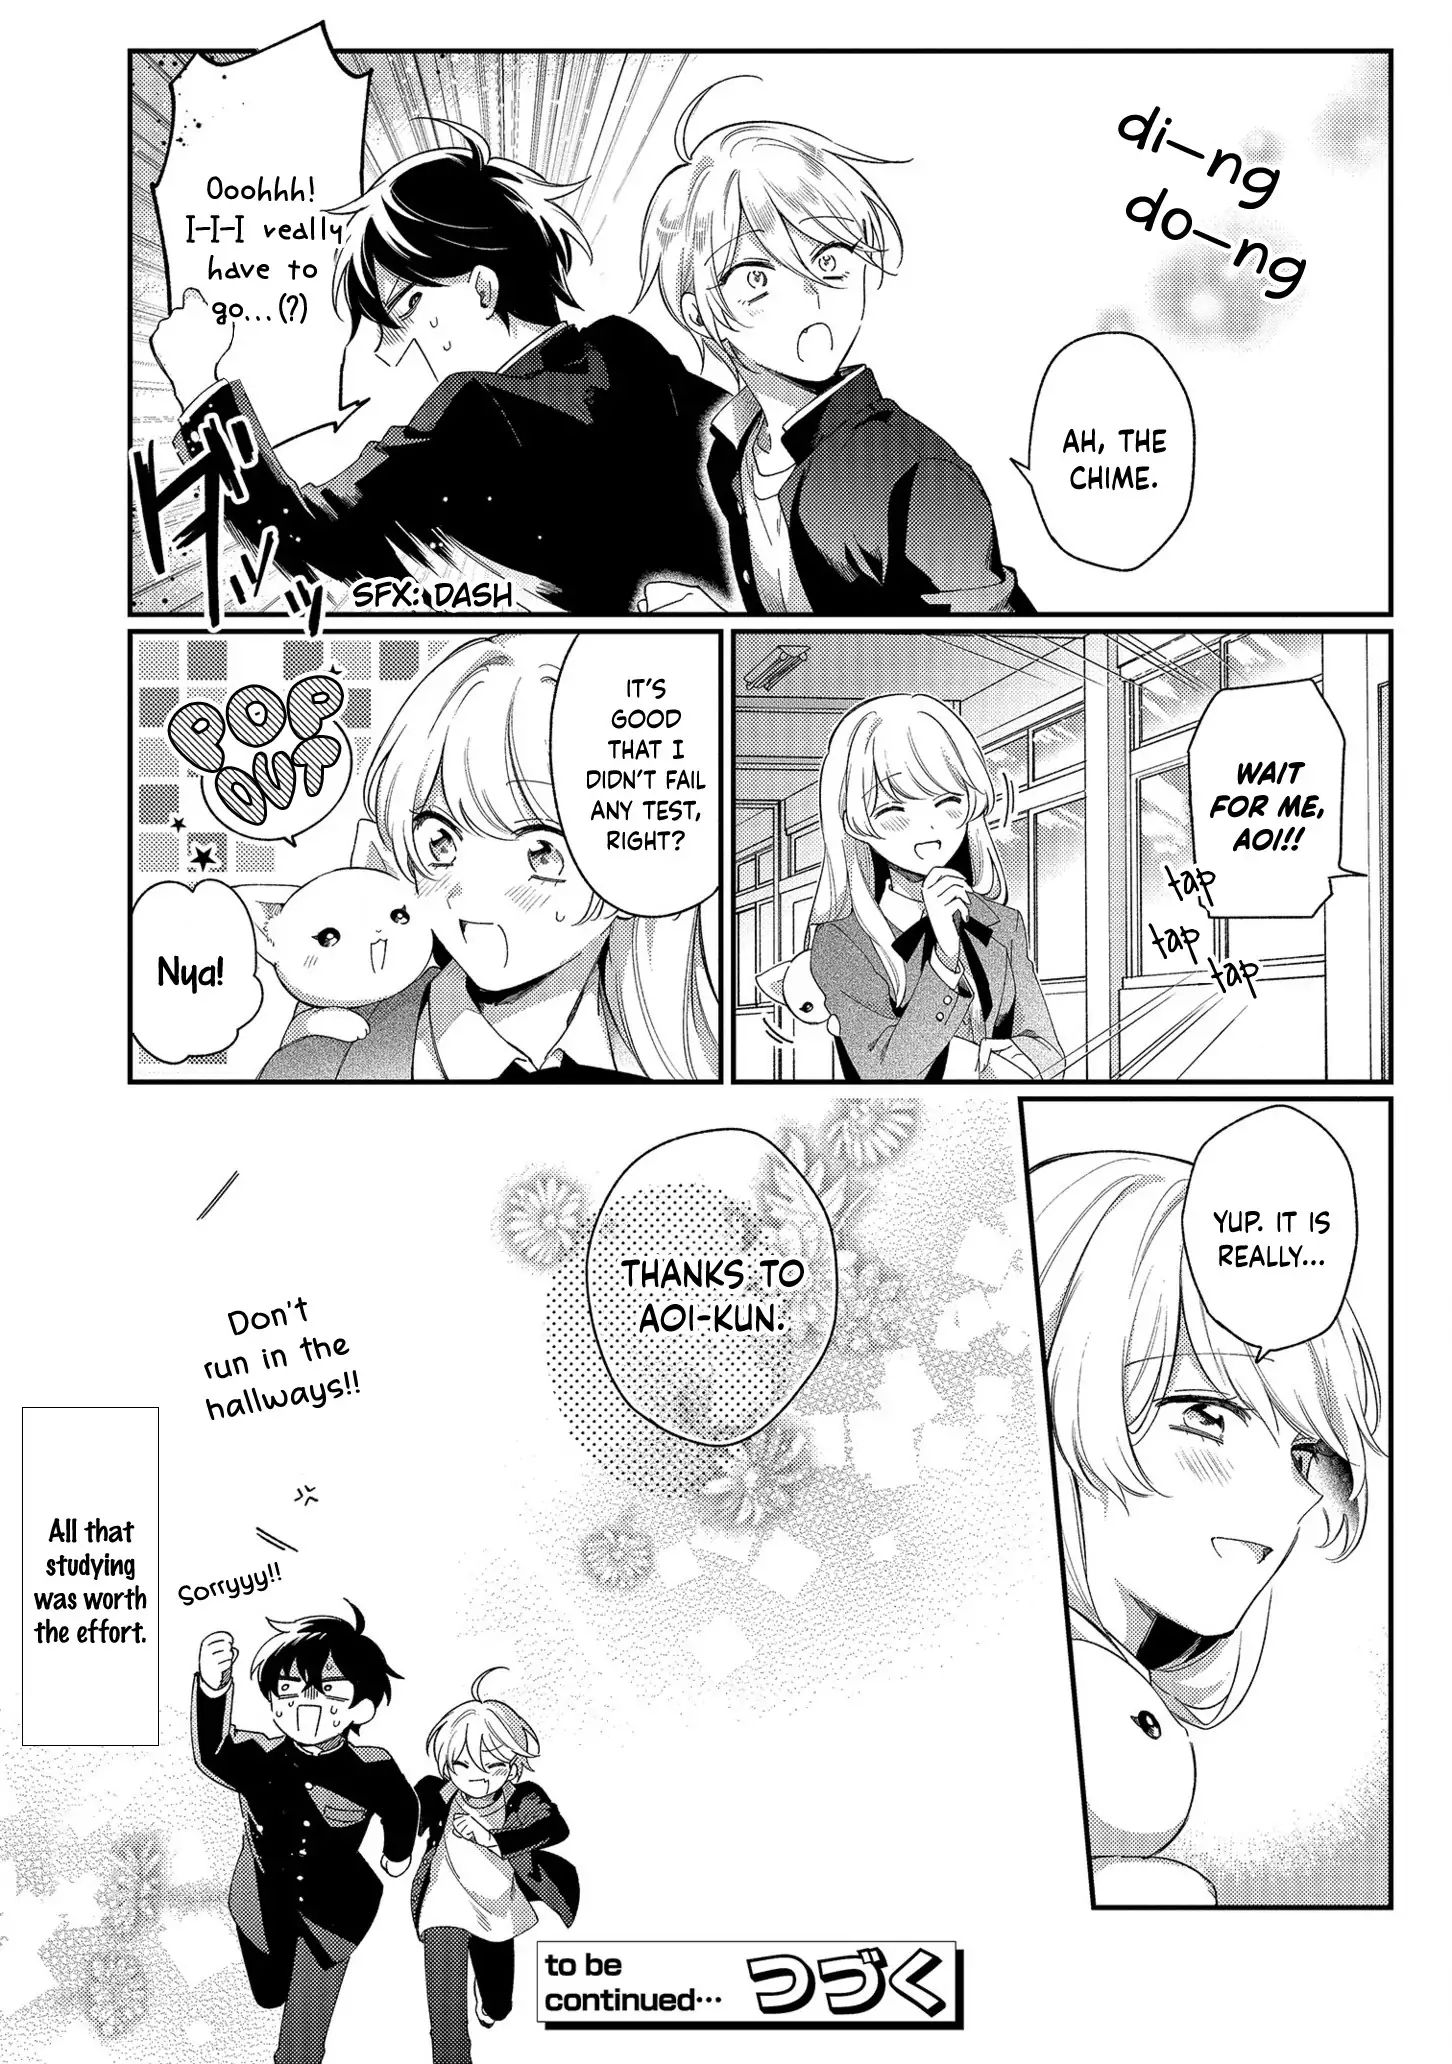 di—ng
do—ng
AH, THE
CHIME.
Ooohhh!
I-I-I really
have to
go...(?)
ダダッ
SFX: DASH
WAIT
FOR ME,
AOI!!
tap
tap
tap
IT'S
GOOD
THAT I
DIDN'T FAIL
ANY TEST,
RIGHT?
POP
OUT
Nya!
YUP. IT IS
REALLY...
THANKS TO
AOI-KUN.
Don't
run in the
hallways!!
Sorryyy!!
All that
studying
was worth
the effort.
to be
continued… つづく